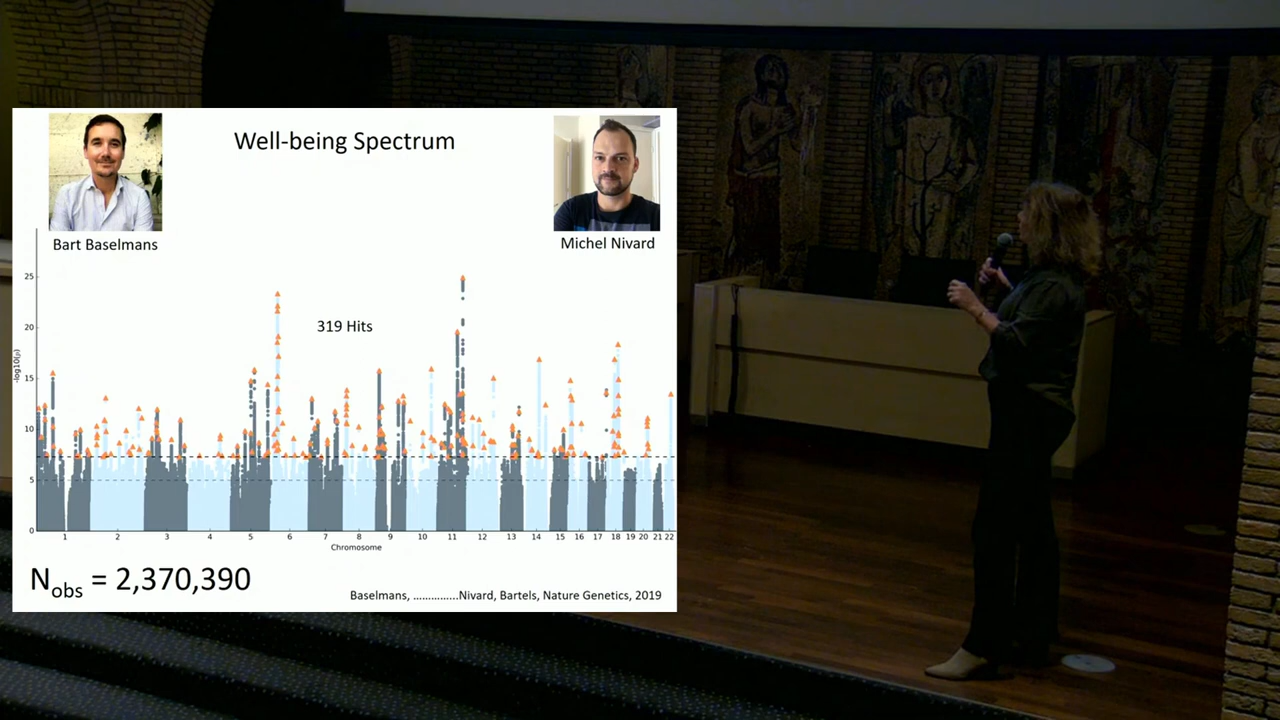 Well-being Spectrum
Bart Baselmans
Michel Nivard
319 Hits
-log10(p)
25
20
15
10
5
0
1 2 3 4 5 6 7 8 9 10 11 12 13 14 15 16 17 18 19 20 21 22
Chromosome
Nobs = 2,370,390
Baselmans, ...............Nivard, Bartels, Nature Genetics, 2019